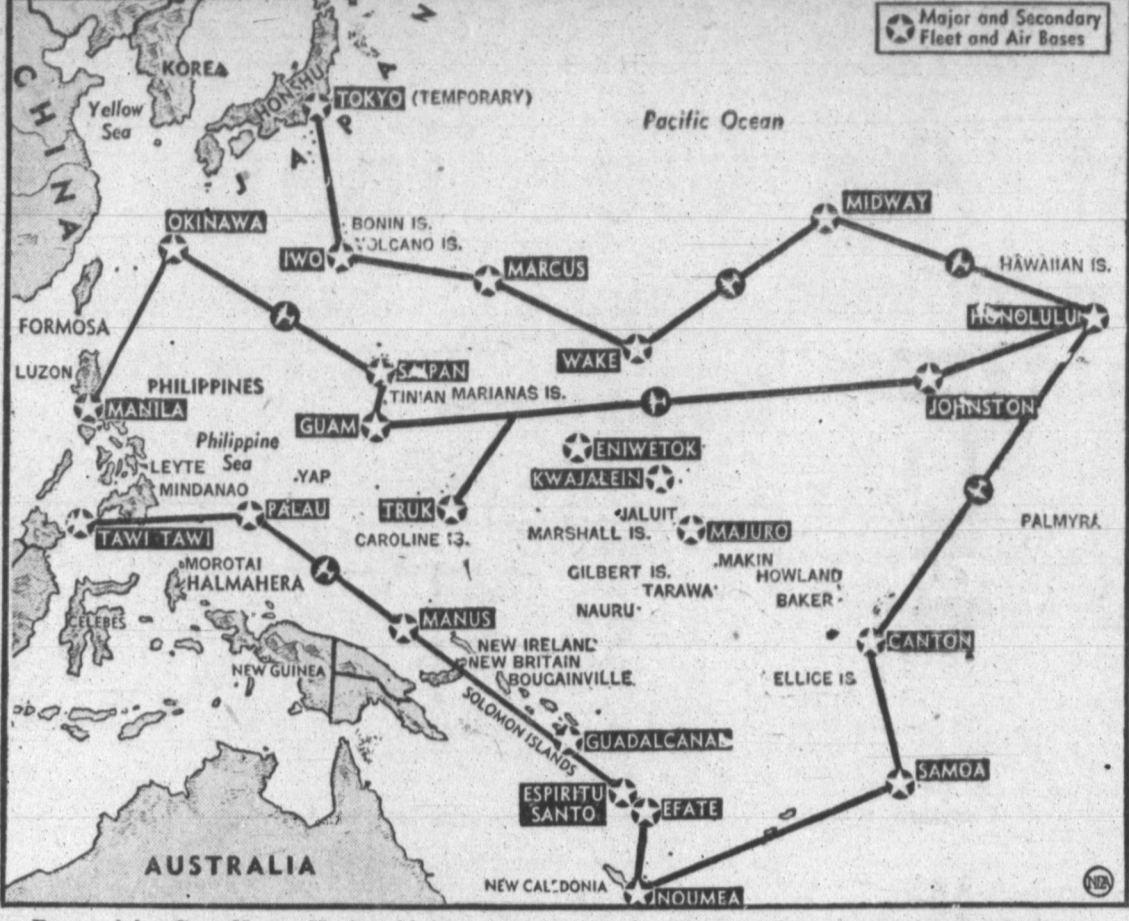 Major and Secondary
Fleet and Air Bases
CHINA
KOREA
JAPAN
HONSHU
TOKYO (TEMPORARY)
Yellow
Sea
Pacific Ocean
MIDWAY
OKINAWA
BONIN IS.
VOLCANO IS.
IWO
MARCUS
HAWAIIAN IS.
HONOLULU
FORMOSA
WAKE
LUZON
SAIPAN
PHILIPPINES
TINIAN MARIANAS IS.
MANILA
JOHNSTON
GUAM
Philippine
Sea
ENIWETOK
LEYTE
YAP
KWAJALEIN
MINDANAO
PALAU
TRUK
JALUIT
PALMYRA
TAWI TAWI
CAROLINE IS.
MARSHALL IS.
MAJURO
MOROTAI
MAKIN
HALMAHERA
GILBERT IS.
HOWLAND
TARAWA
BAKER
NAURU
CELEBES
MANUS
CANTON
NEW IRELAND
NEW BRITAIN
NEW GUINEA
BOUGAINVILLE
ELLICE IS
SOLOMON ISLANDS
GUADALCANAL
SAMOA
ESPIRITU
SANTO
EFATE
AUSTRALIA
NEW CALEDONIA
NOUMEA
NEA